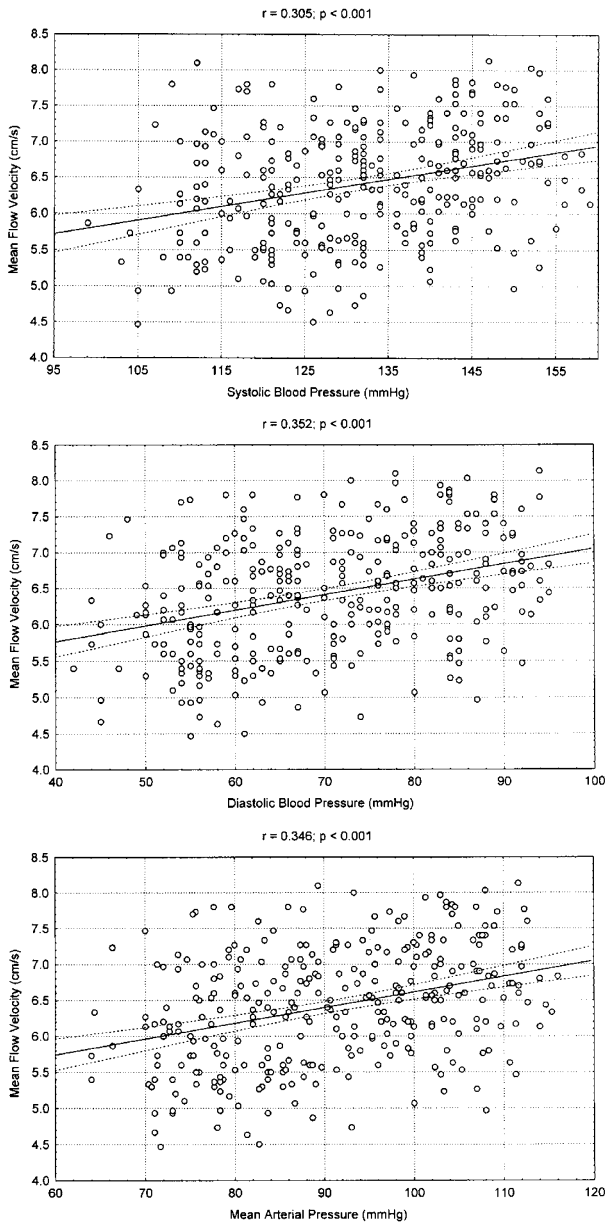 r = 0.305; p < 0.001
8.5
8.0
7.5
7.0
6.5
6.0
5.5
5.0
4.5
4.0
Mean Flow Velocity (cm/s)
95 105 115 125 135 145 155
Systolic Blood Pressure (mmHg)
r = 0.352; p < 0.001
8.5
8.0
7.5
7.0
6.5
6.0
5.5
5.0
4.5
4.0
Mean Flow Velocity (cm/s)
40 50 60 70 80 90 100
Diastolic Blood Pressure (mmHg)
r = 0.346; p < 0.001
8.5
8.0
7.5
7.0
6.5
6.0
5.5
5.0
4.5
4.0
Mean Flow Velocity (cm/s)
60 70 80 90 100 110 120
Mean Arterial Pressure (mmHg)